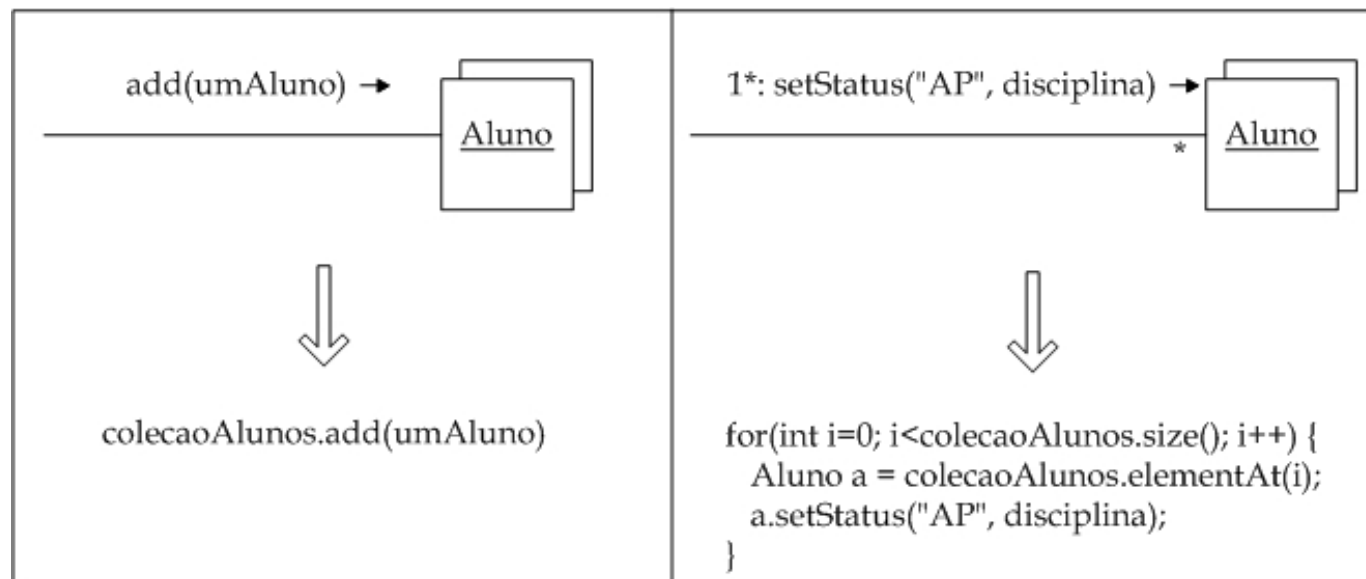 add(umAluno)
Aluno
colecaoAlunos.add(umAluno)
1*: setStatus("AP", disciplina)
*
Aluno
for(int i=0; i<colecaoAlunos.size(); i++) {
Aluno a = colecaoAlunos.elementAt(i);
a.setStatus("AP", disciplina);
}